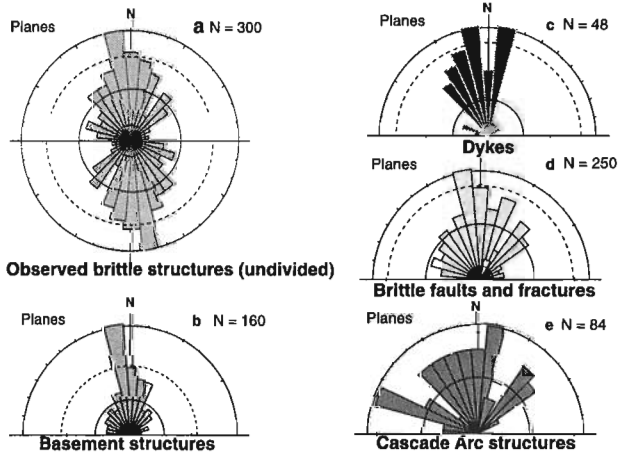 N
Planes
a N = 300
Observed brittle structures (undivided)
N
Planes
b N = 160
Basement structures
N
Planes
c N = 48
Dykes
Planes
d N = 250
Brittle faults and fractures
Planes
N
e N = 84
Cascade Arc structures